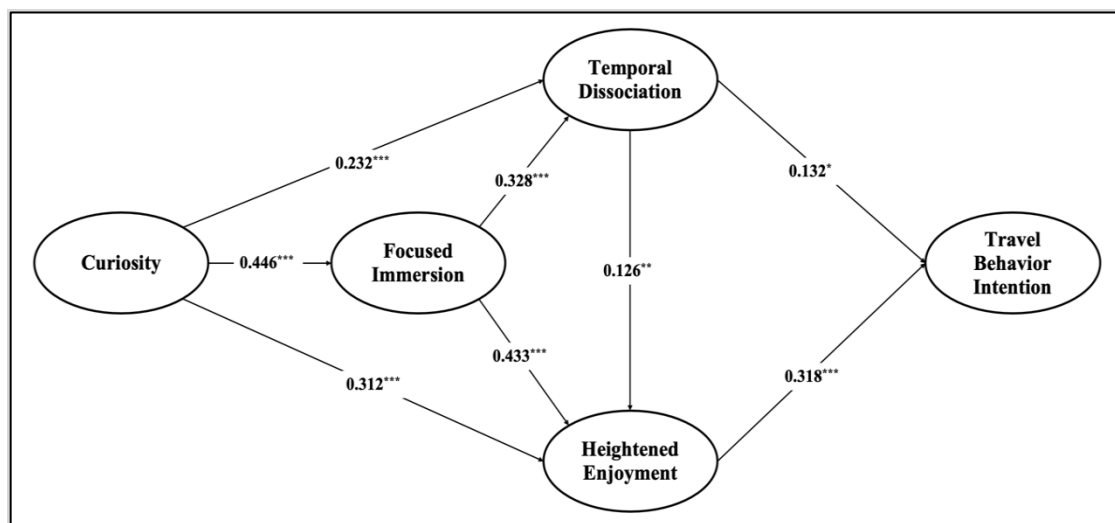 Temporal
Dissociation
0.232***
0.328***
0.132*
Curiosity
0.446***
Focused
Immersion
0.126**
Travel
Behavior
Intention
0.433***
0.312***
0.318***
Heightened
Enjoyment